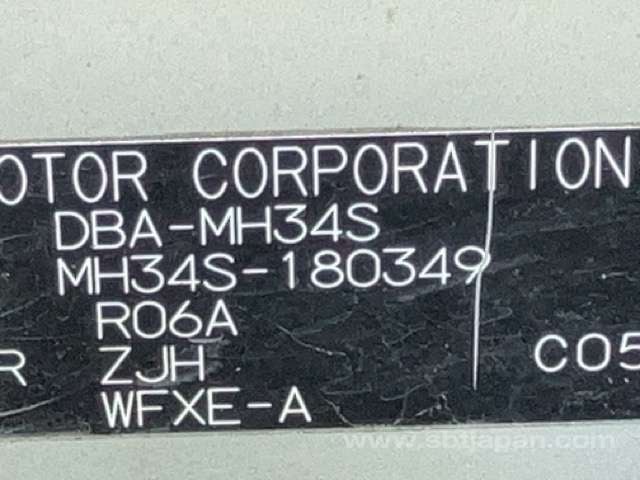 OTOR CORPORATION
DBA-MH34S
MH34S-180349
R06A
R ZJH C05
WFXE-A
www.sbtjapan.com